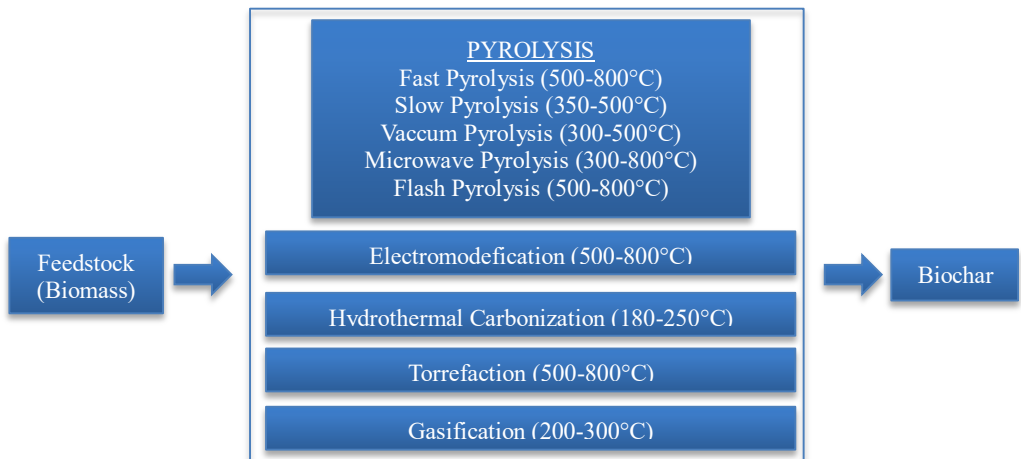 Feedstock
(Biomass)
PYROLYSIS
Fast Pyrolysis (500-800°C)
Slow Pyrolysis (350-500°C)
Vaccum Pyrolysis (300-500°C)
Microwave Pyrolysis (300-800°C)
Flash Pyrolysis (500-800°C)
Electromodefication (500-800°C)
Hydrothermal Carbonization (180-250°C)
Torrefaction (500-800°C)
Gasification (200-300°C)
Biochar